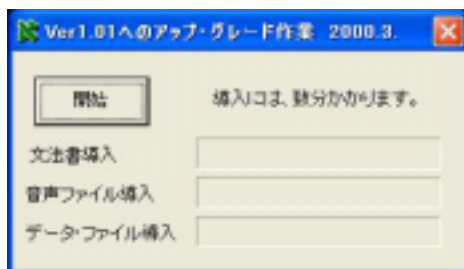 Ver1.01へのアップ・グレード作業 2000.3.
開始
導入には、数分かかります。
文法書導入
音声ファイル導入
データ・ファイル導入